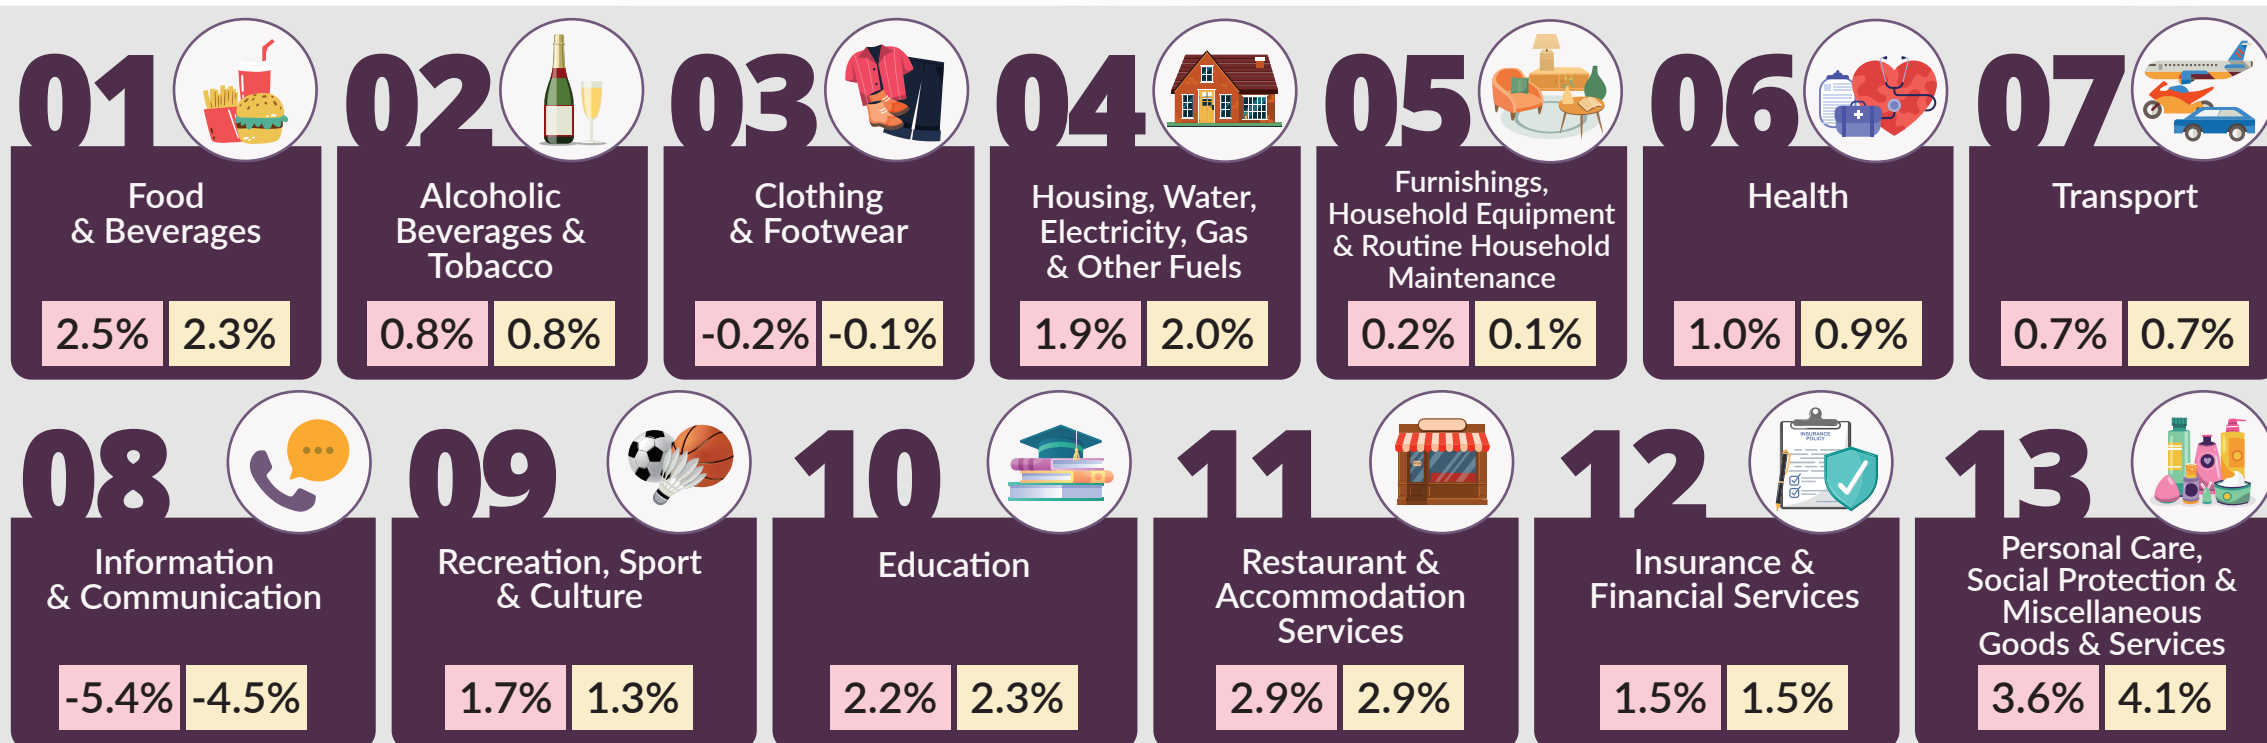 01
Food
& Beverages
2.5% 2.3%
02
Alcoholic
Beverages &
Tobacco
0.8% 0.8%
03
Clothing
& Footwear
-0.2% -0.1%
04
Housing, Water,
Electricity, Gas
& Other Fuels
1.9% 2.0%
05
Furnishings,
Household Equipment
& Routine Household
Maintenance
0.2% 0.1%
06
Health
1.0% 0.9%
07
Transport
0.7% 0.7%
08
Information
& Communication
-5.4% -4.5%
09
Recreation, Sport
& Culture
1.7% 1.3%
10
Education
2.2% 2.3%
11
Restaurant &
Accommodation
Services
2.9% 2.9%
12
INSURANCE
POLICY
Insurance &
Financial Services
1.5% 1.5%
13
Personal Care,
Social Protection &
Miscellaneous
Goods & Services
3.6% 4.1%